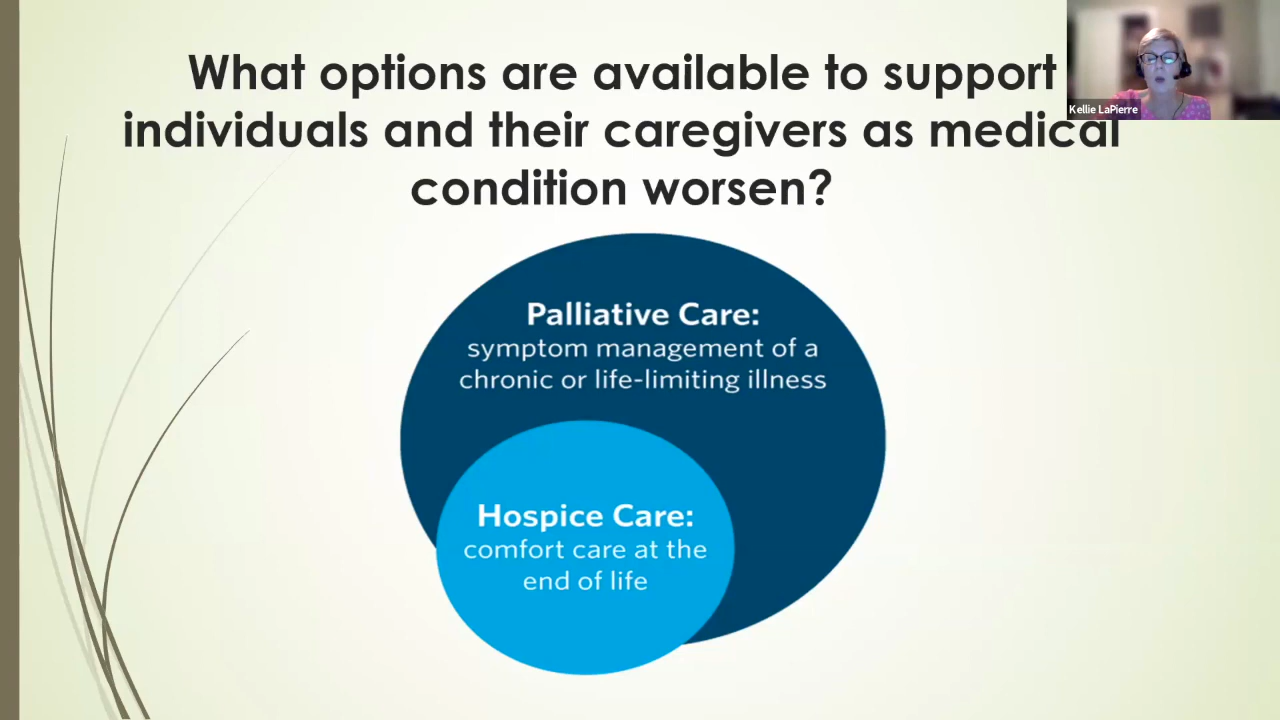 What options are available to support
individuals and their caregivers as medical
condition worsen?
Kellie LaPierre
Palliative Care:
symptom management of a
chronic or life-limiting illness
Hospice Care:
comfort care at the
end of life